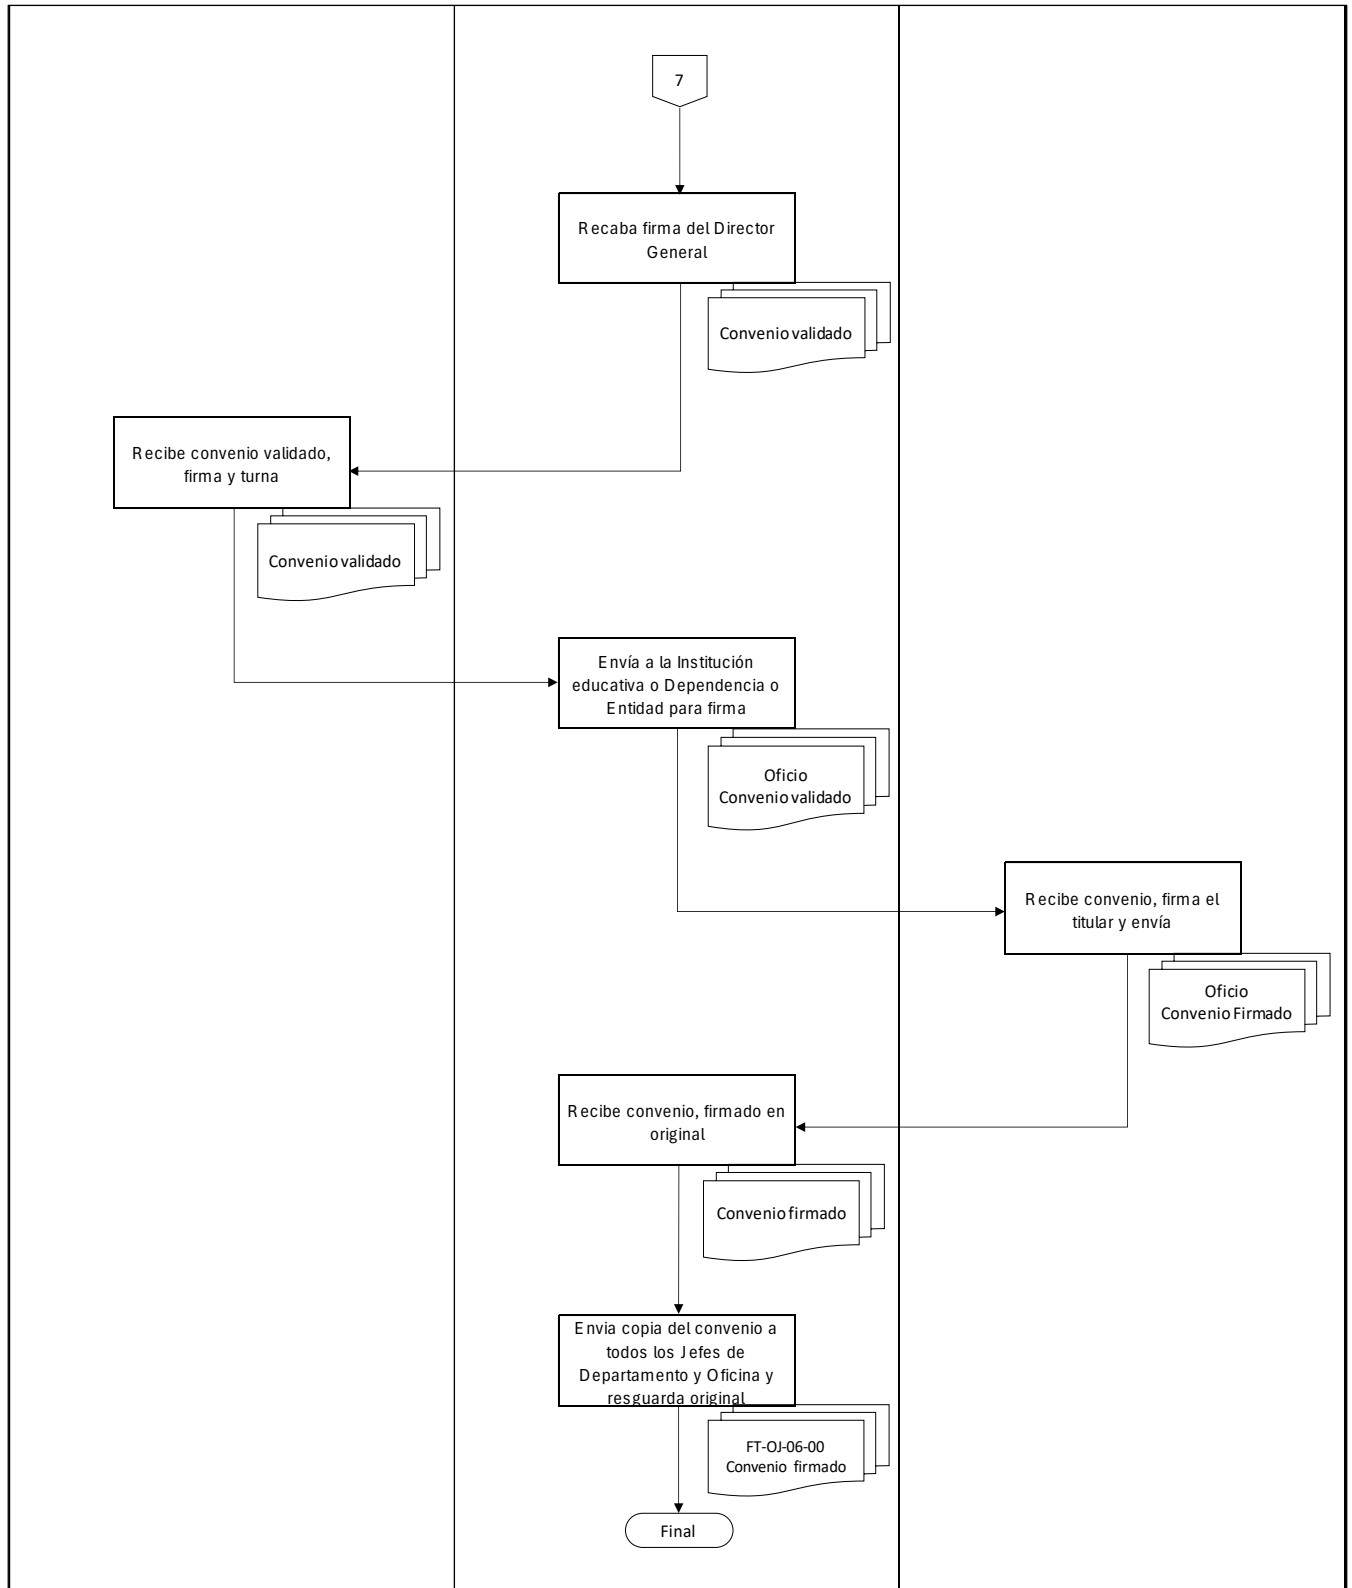 7
Recaba firma del Director
General
Convenio validado
Recibe convenio validado,
firma y turna
Convenio validado
Envía a la Institución
educativa o Dependencia o
Entidad para firma
Oficio
Convenio validado
Recibe convenio, firma el
titular y envía
Oficio
Convenio Firmado
Recibe convenio, firmado en
original
Convenio firmado
Envia copia del convenio a
todos los Jefes de
Departamento y Oficina y
resguarda original
FT-OJ-06-00
Convenio firmado
Final